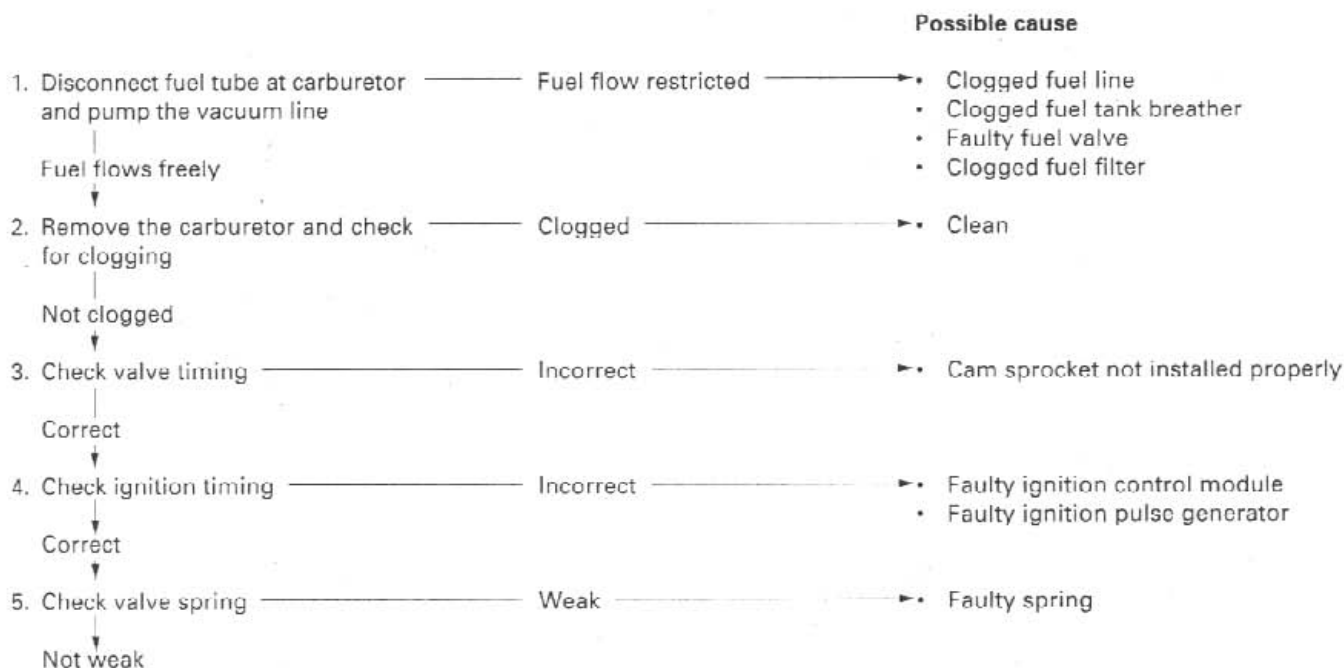 Possible cause
1. Disconnect fuel tube at carburetor Fuel flow restricted • Clogged fuel line
and pump the vacuum line • Clogged fuel tank breather
• Faulty fuel valve
Fuel flows freely • Clogged fuel filter
2. Remove the carburetor and check Clogged • Clean
for clogging
Not clogged
3. Check valve timing Incorrect • Cam sprocket not installed properly
Correct
4. Check ignition timing Incorrect • Faulty ignition control module
• Faulty ignition pulse generator
Correct
5. Check valve spring Weak • Faulty spring
Not weak